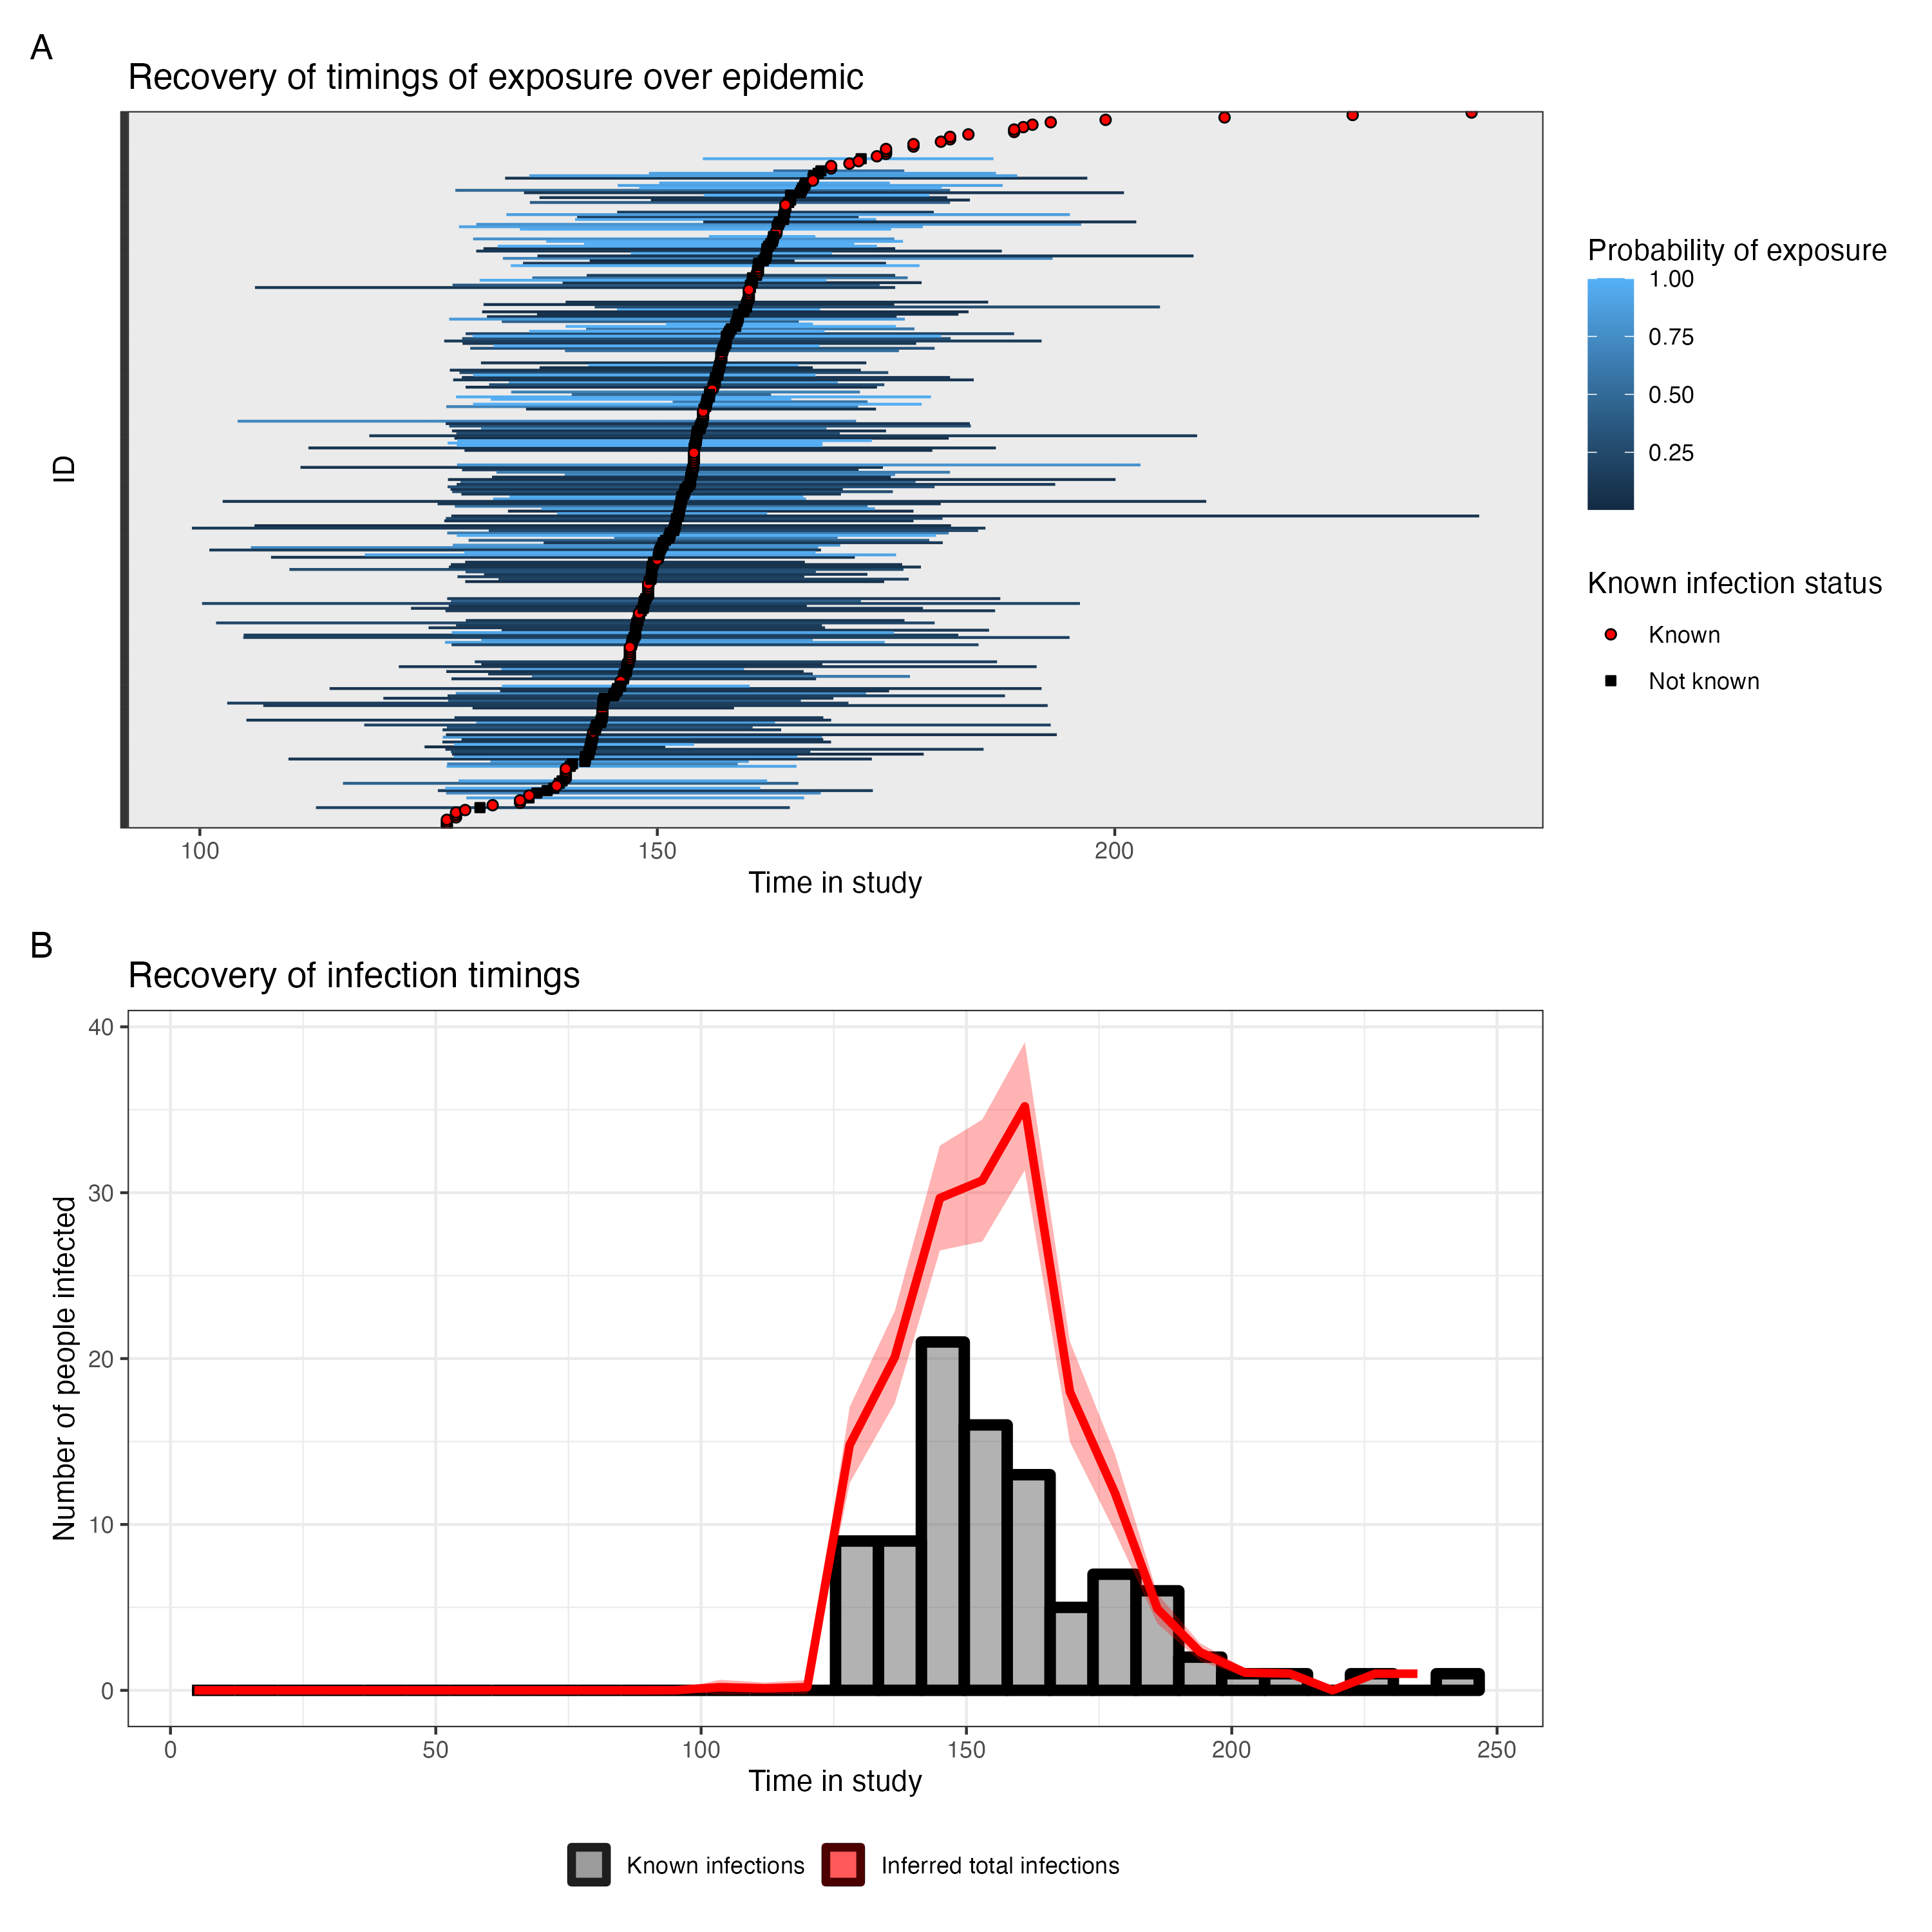 A
Recovery of timings of exposure over epidemic
ID
100 150 200
Time in study
Probability of exposure
1.00
0.75
0.50
0.25
Known infection status
Known
Not known
B
Recovery of infection timings
Number of people infected
40
30
20
10
0
0 50 100 150 200 250
Time in study
Known infections Inferred total infections